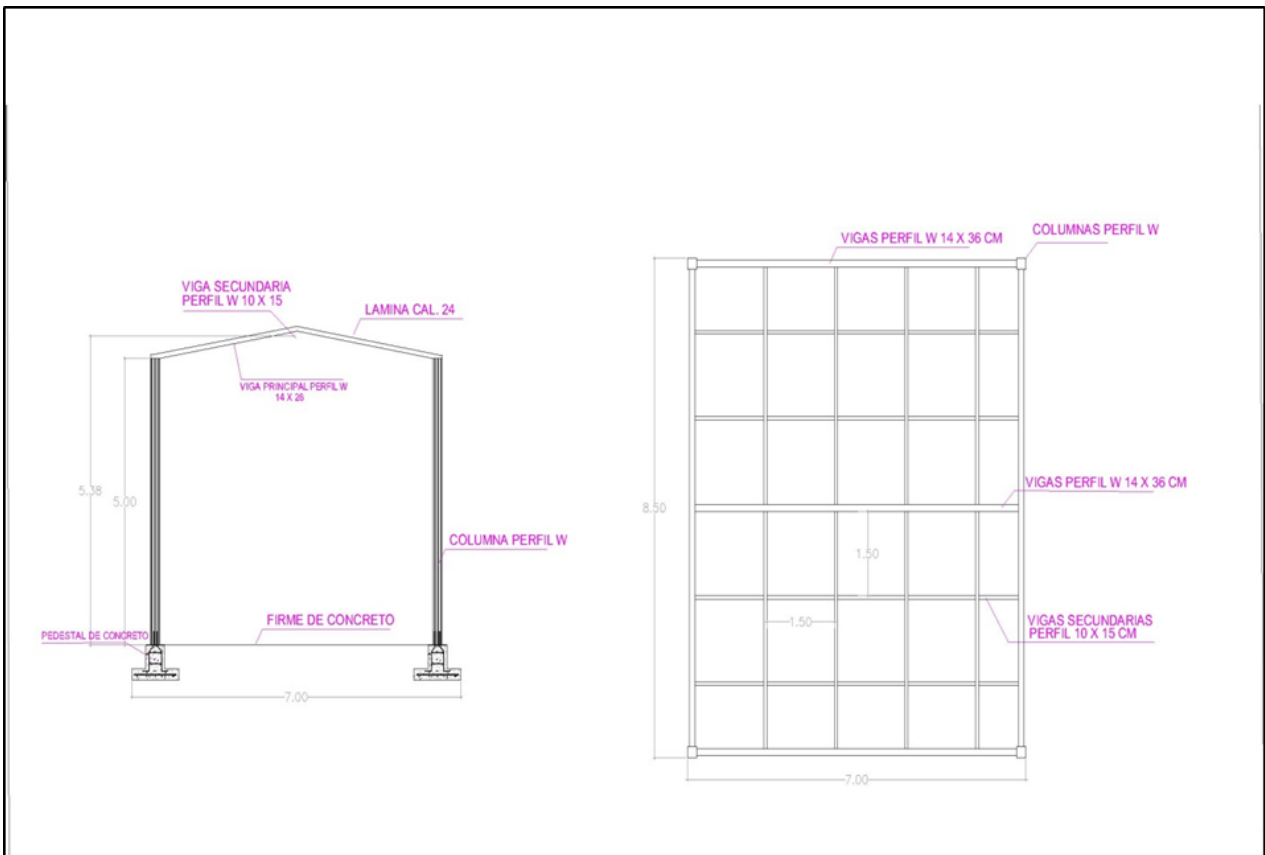 VIGA SECUNDARIA
PERFIL W 10 X 15
LAMINA CAL. 24
VIGA PRINCIPAL PERFIL W
14 X 26
5.38
5.00
COLUMNA PERFIL W
FIRME DE CONCRETO
PEDESTAL DE CONCRETO
7.00
VIGAS PERFIL W 14 X 36 CM
COLUMNAS PERFIL W
8.50
VIGAS PERFIL W 14 X 36 CM
1.50
1.50
VIGAS SECUNDARIAS
PERFIL 10 X 15 CM
7.00